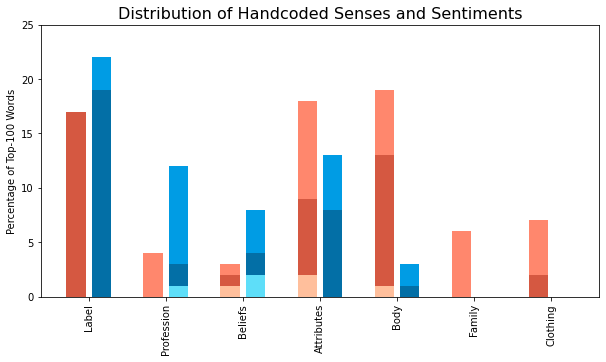 Distribution of Handcoded Senses and Sentiments
Percentage of Top-100 Words
25
20
15
10
5
0
Label
Profession
Beliefs
Attributes
Body
Family
Clothing